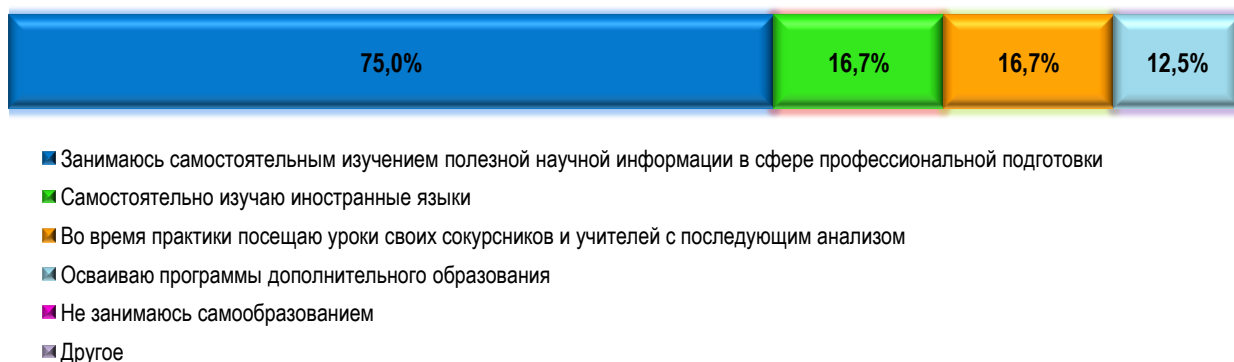 75,0% 16,7% 16,7% 12,5%
Занимаюсь самостоятельным изучением полезной научной информации в сфере профессиональной подготовки
Самостоятельно изучаю иностранные языки
Во время практики посещаю уроки своих сокурсников и учителей с последующим анализом
Осваиваю программы дополнительного образования
Не занимаюсь самообразованием
Другое